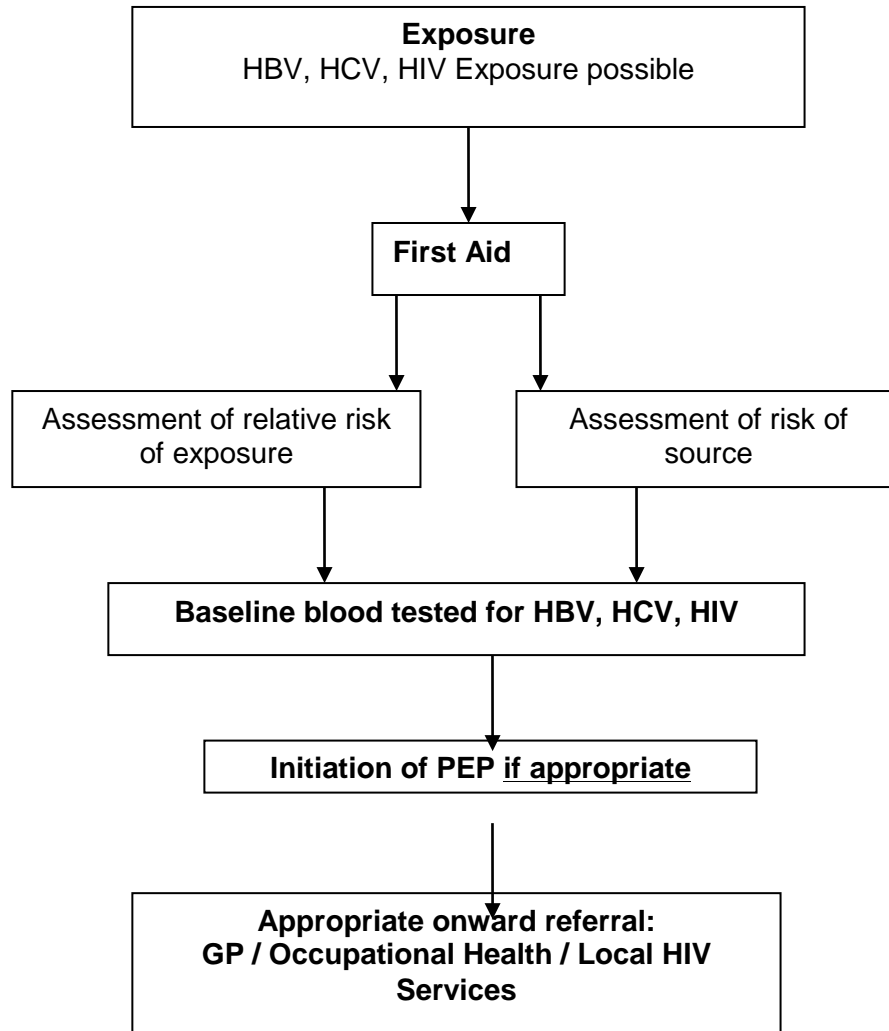 Exposure
HBV, HCV, HIV Exposure possible
First Aid
Assessment of relative risk
of exposure
Assessment of risk of
source
Baseline blood tested for HBV, HCV, HIV
Initiation of PEP if appropriate
Appropriate onward referral:
GP / Occupational Health / Local HIV
Services